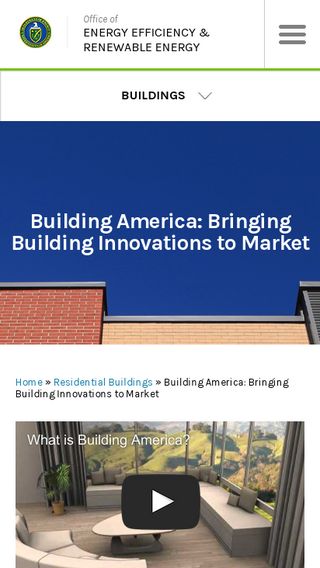 Office of
ENERGY EFFICIENCY &
RENEWABLE ENERGY
BUILDINGS
Building America: Bringing
Building Innovations to Market
Home » Residential Buildings » Building America: Bringing
Building Innovations to Market
What is Building America?